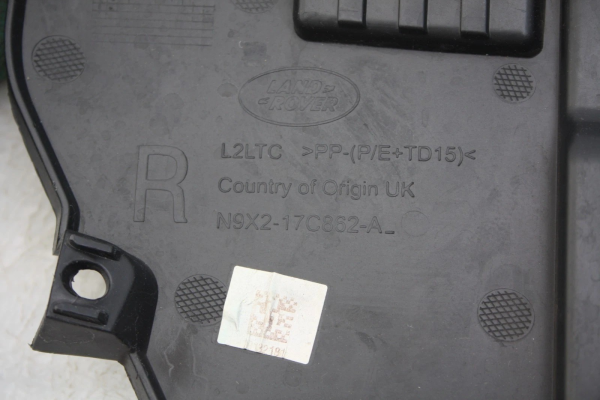 LAND
ROVER
L2LTC >PP-(P/E+TD15)<
R
Country of Origin UK
N9X2-17C862-A_